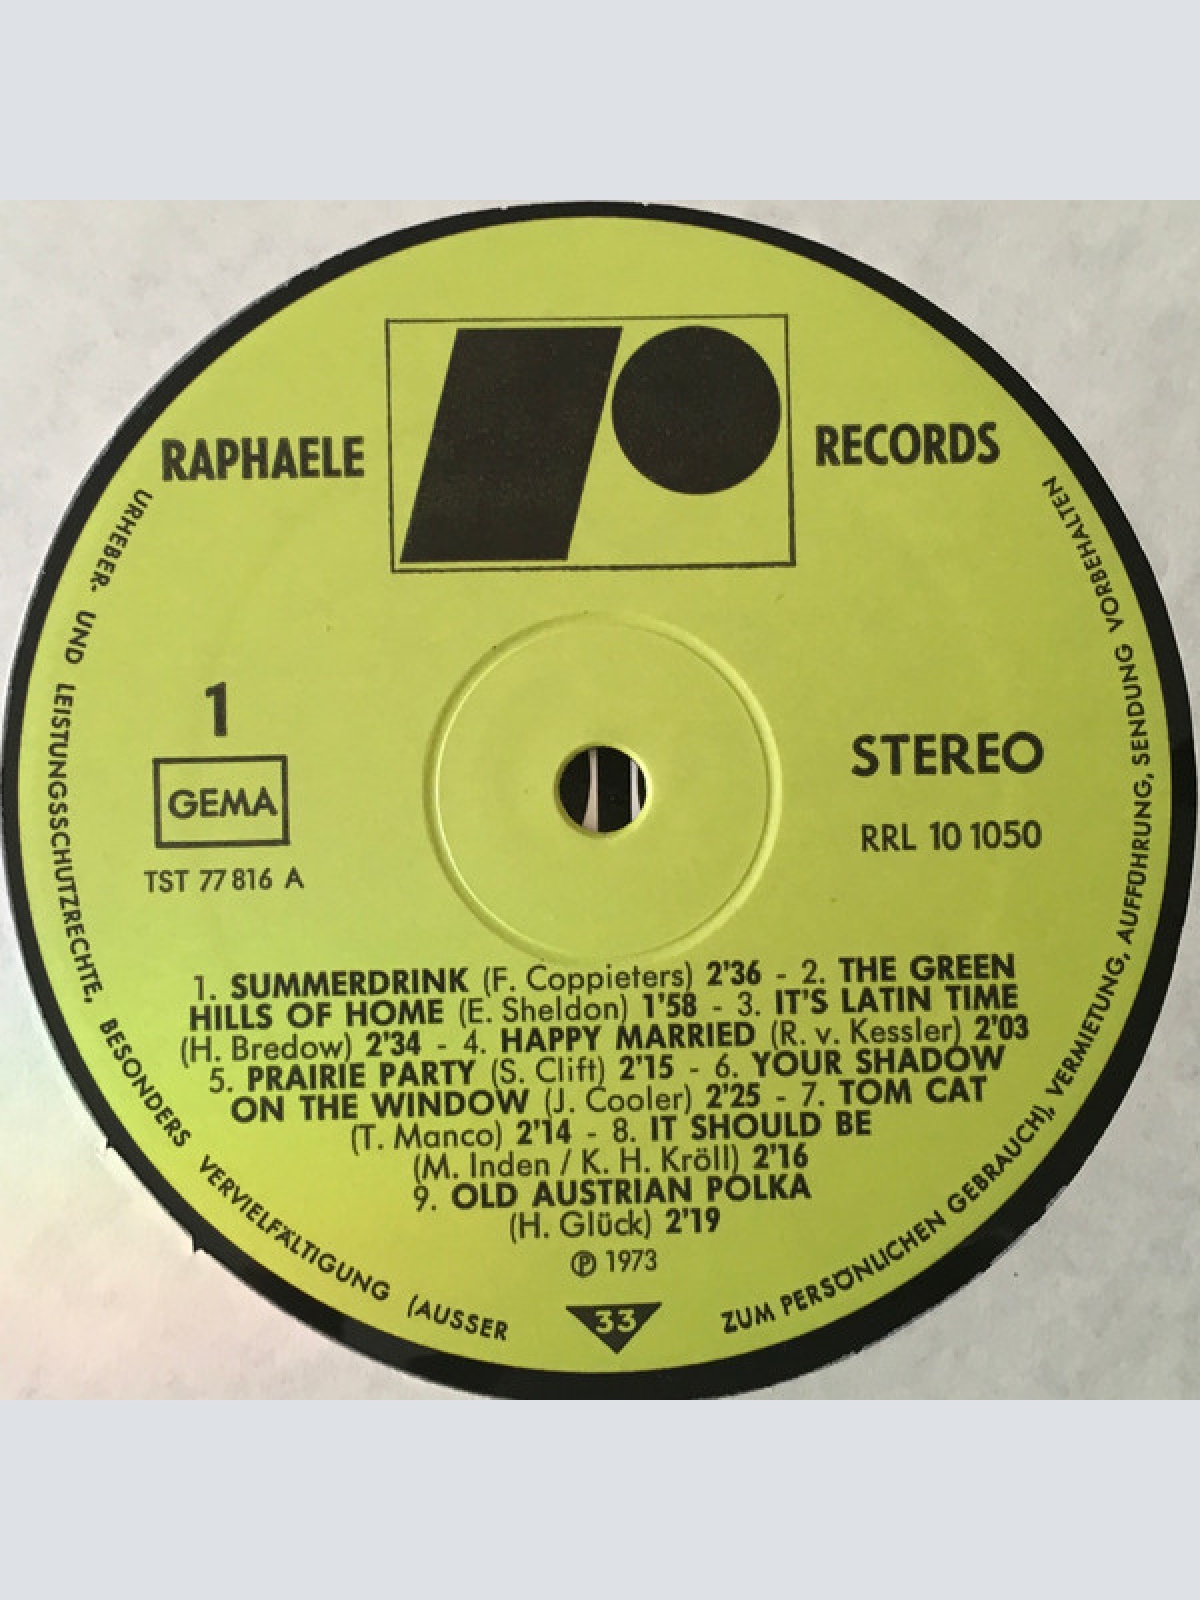 RAPHAELE RECORDS
1
GEMA
TST 77 816 A
STEREO
RRL 10 1050
1. SUMMERDRINK (F. Coppieters) 2'36 - 2. THE GREEN
HILLS OF HOME (E. Sheldon) 1'58 - 3. IT'S LATIN TIME
(H. Bredow) 2'34 - 4. HAPPY MARRIED (R. v. Kessler) 2'03
5. PRAIRIE PARTY (S. Clift) 2'15 - 6. YOUR SHADOW
ON THE WINDOW (J. Cooler) 2'25 - 7. TOM CAT
(T. Manco) 2'14 - 8. IT SHOULD BE
(M. Inden / K. H. Kröll) 2'16
9. OLD AUSTRIAN POLKA
(H. Glück) 2'19
℗ 1973
33
URHEBER- UND LEISTUNGSSCHUTZRECHTE, BESONDERS VERVIELFÄLTIGUNG (AUSSER ZUM PERSÖNLICHEN GEBRAUCH), VERMIETUNG, AUFFÜHRUNG, SENDUNG VORBEHALTEN